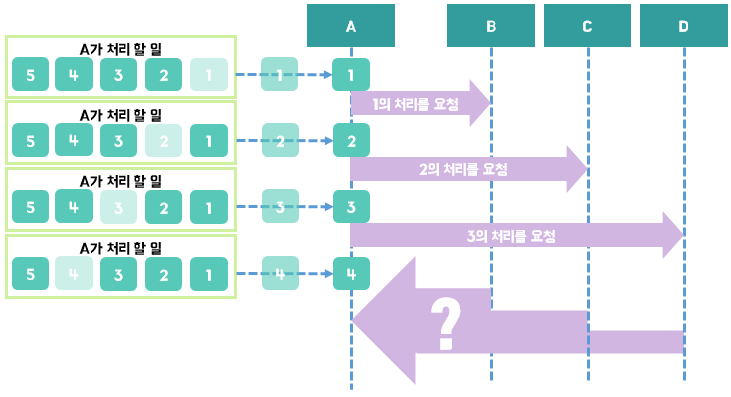 A B C D
A가 처리 할 일
5 4 3 2 1 1 1
1의 처리를 요청
A가 처리 할 일
5 4 3 2 1 2 2
2의 처리를 요청
A가 처리 할 일
5 4 3 2 1 3 3
3의 처리를 요청
A가 처리 할 일
5 4 3 2 1 4 4
?